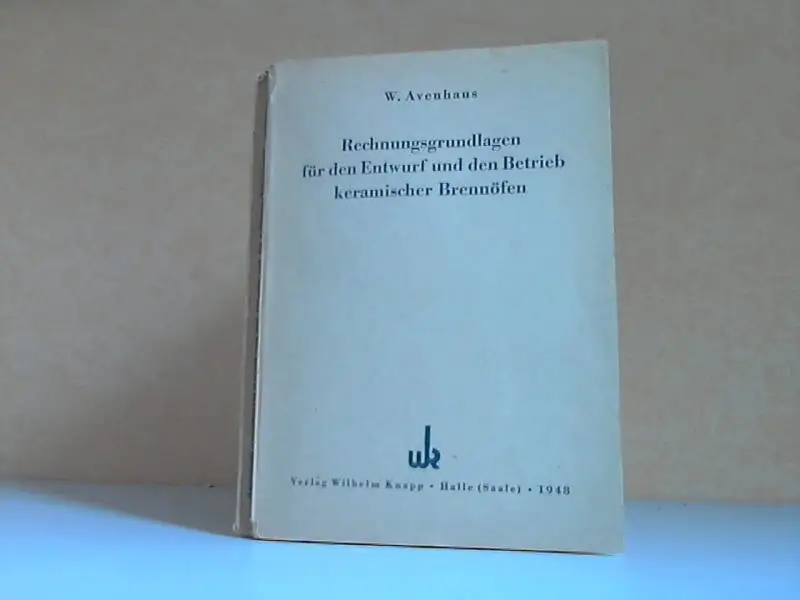 W. Avenhaus
Rechnungsgrundlagen
für den Entwurf und den Betrieb
keramischer Brennöfen
wk
Verlag Wilhelm Knapp • Halle (Saale) • 1948